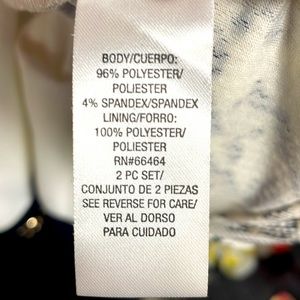 BODY/CUERPO:
96% POLYESTER/
POLIESTER
4% SPANDEX/SPANDEX
LINING/FORRO:
100% POLYESTER/
POLIESTER
RN#66464
2 PC SET/
CONJUNTO DE 2 PIEZAS
SEE REVERSE FOR CARE/
VER AL DORSO
PARA CUIDADO